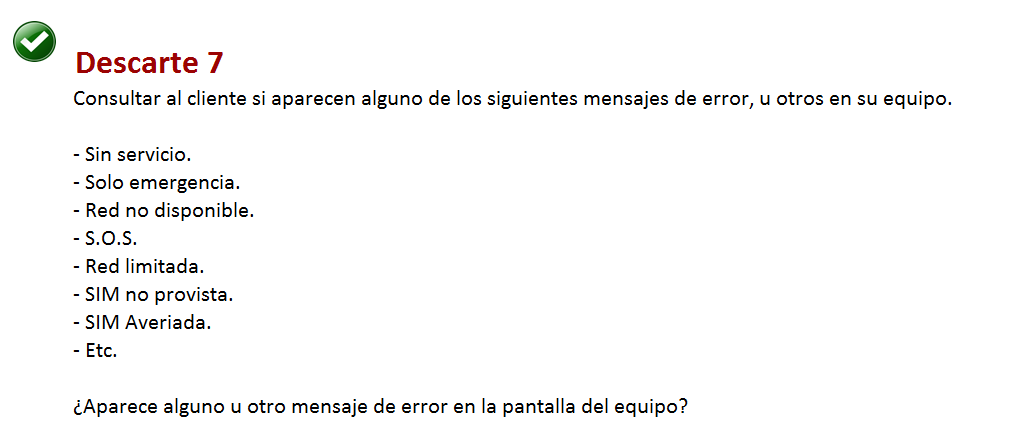 Descarte 7
Consultar al cliente si aparecen alguno de los siguientes mensajes de error, u otros en su equipo.
- Sin servicio.
- Solo emergencia.
- Red no disponible.
- S.O.S.
- Red limitada.
- SIM no provista.
- SIM Averiada.
- Etc.
¿Aparece alguno u otro mensaje de error en la pantalla del equipo?